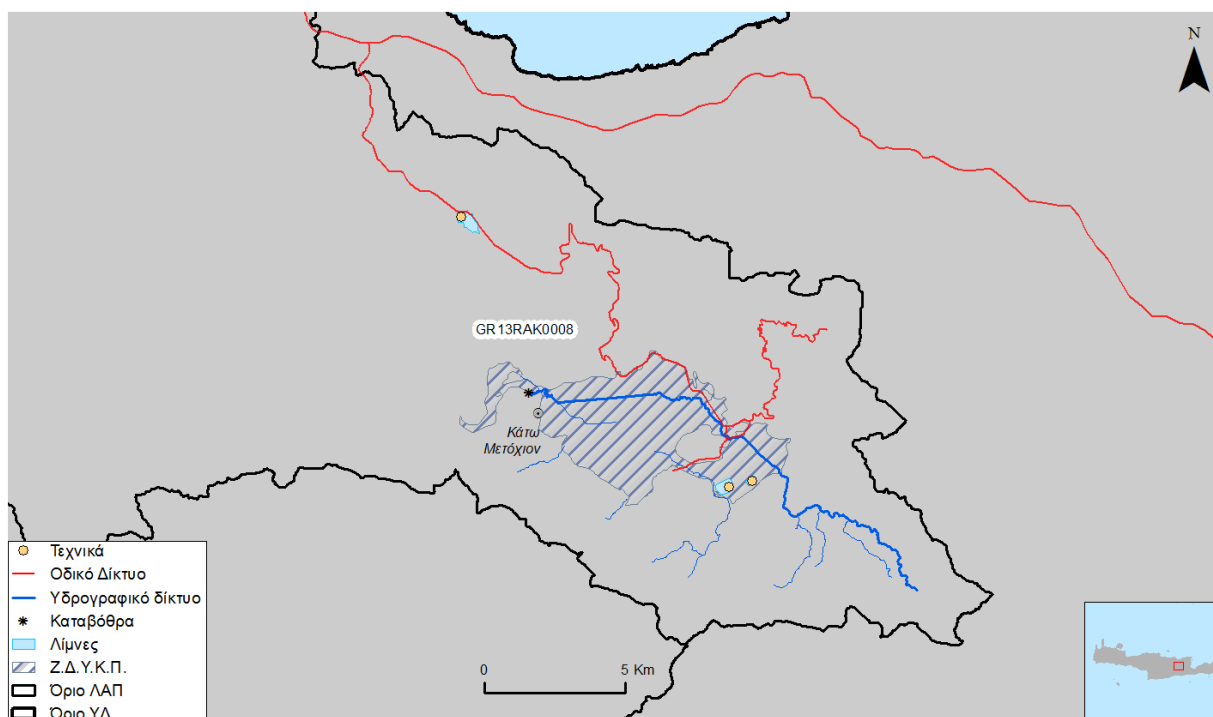 N
GR13RAK0008
Κάτω
Μετόχιον
Τεχνικά
Οδικό Δίκτυο
Υδρογραφικό δίκτυο
Καταβόθρα
Λίμνες
Ζ.Δ.Υ.Κ.Π.
Όριο ΛΑΠ
Όριο ΥΔ
0 5 Km